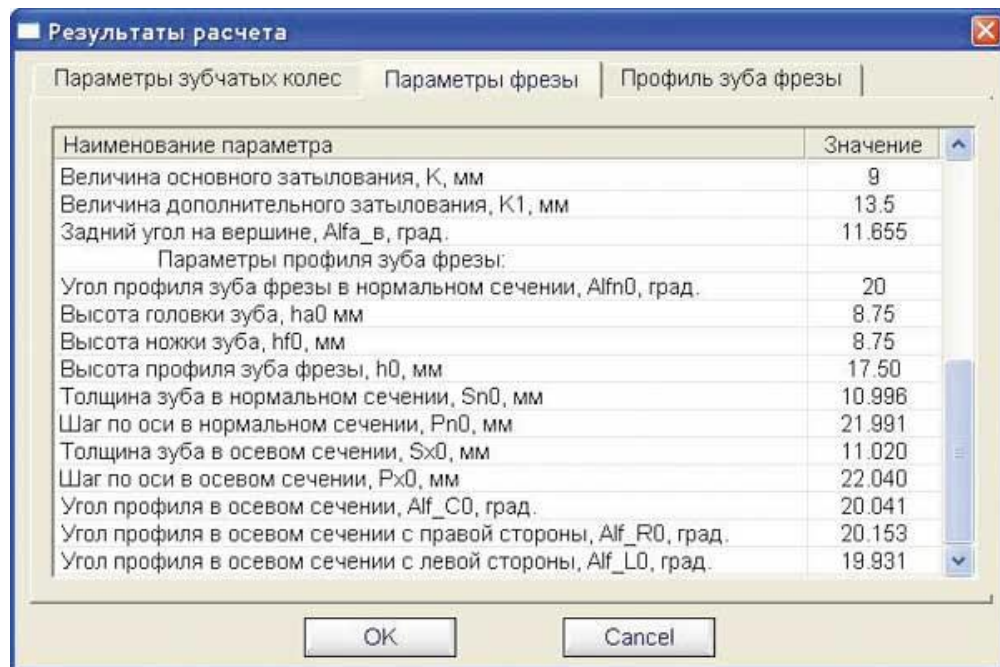 Результаты расчета
Параметры зубчатых колес Параметры фрезы Профиль зуба фрезы
Наименование параметра Значение
Величина основного затылования, K, мм 9
Величина дополнительного затылования, K1, мм 13.5
Задний угол на вершине, Alfa_в, град. 11.655
Параметры профиля зуба фрезы:
Угол профиля зуба фрезы в нормальном сечении, Alfn0, град. 20
Высота головки зуба, ha0 мм 8.75
Высота ножки зуба, hf0, мм 8.75
Высота профиля зуба фрезы, h0, мм 17.50
Толщина зуба в нормальном сечении, Sn0, мм 10.996
Шаг по оси в нормальном сечении, Pn0, мм 21.991
Толщина зуба в осевом сечении, Sx0, мм 11.020
Шаг по оси в осевом сечении, Px0, мм 22.040
Угол профиля в осевом сечении, Alf_C0, град. 20.041
Угол профиля в осевом сечении с правой стороны, Alf_R0, град. 20.153
Угол профиля в осевом сечении с левой стороны, Alf_L0, град. 19.931
OK Cancel